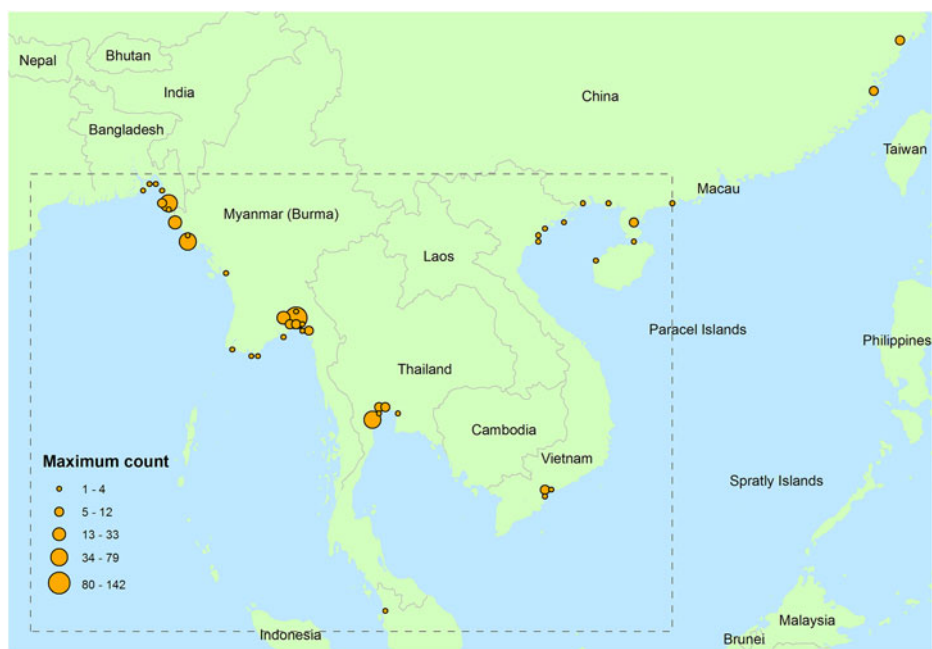 Nepal
Bhutan
India
China
Bangladesh
Taiwan
Macau
Myanmar (Burma)
Laos
Paracel Islands
Philippines
Thailand
Cambodia
Vietnam
Maximum count
Spratly Islands
1 - 4
5 - 12
13 - 33
34 - 79
80 - 142
Malaysia
Indonesia
Brunei